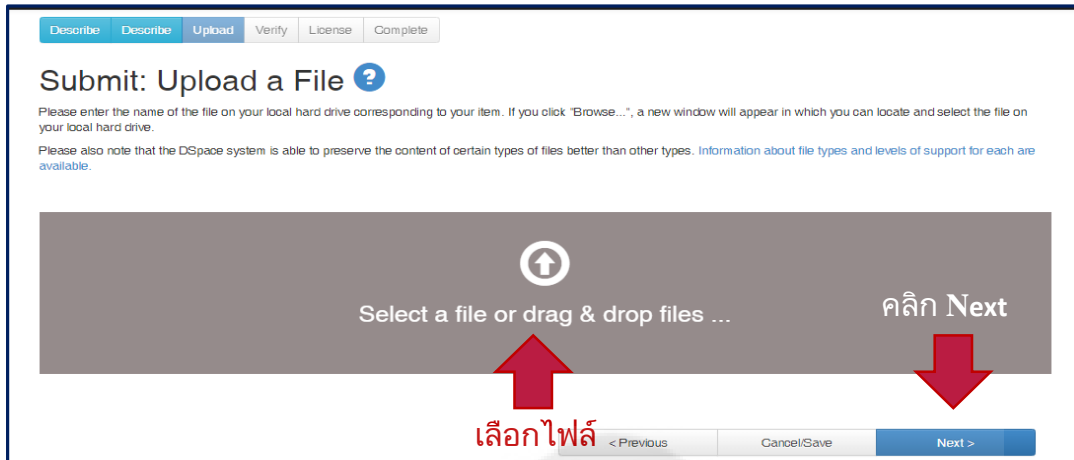 Describe Describe Upload Verify License Complete
Submit: Upload a File ?
Please enter the name of the file on your local hard drive corresponding to your item. If you click "Browse...", a new window will appear in which you can locate and select the file on
your local hard drive.
Please also note that the DSpace system is able to preserve the content of certain types of files better than other types. Information about file types and levels of support for each are
available.
Select a file or drag & drop files ...
คลิก Next
เลือกไฟล์
< Previous Cancel/Save Next >